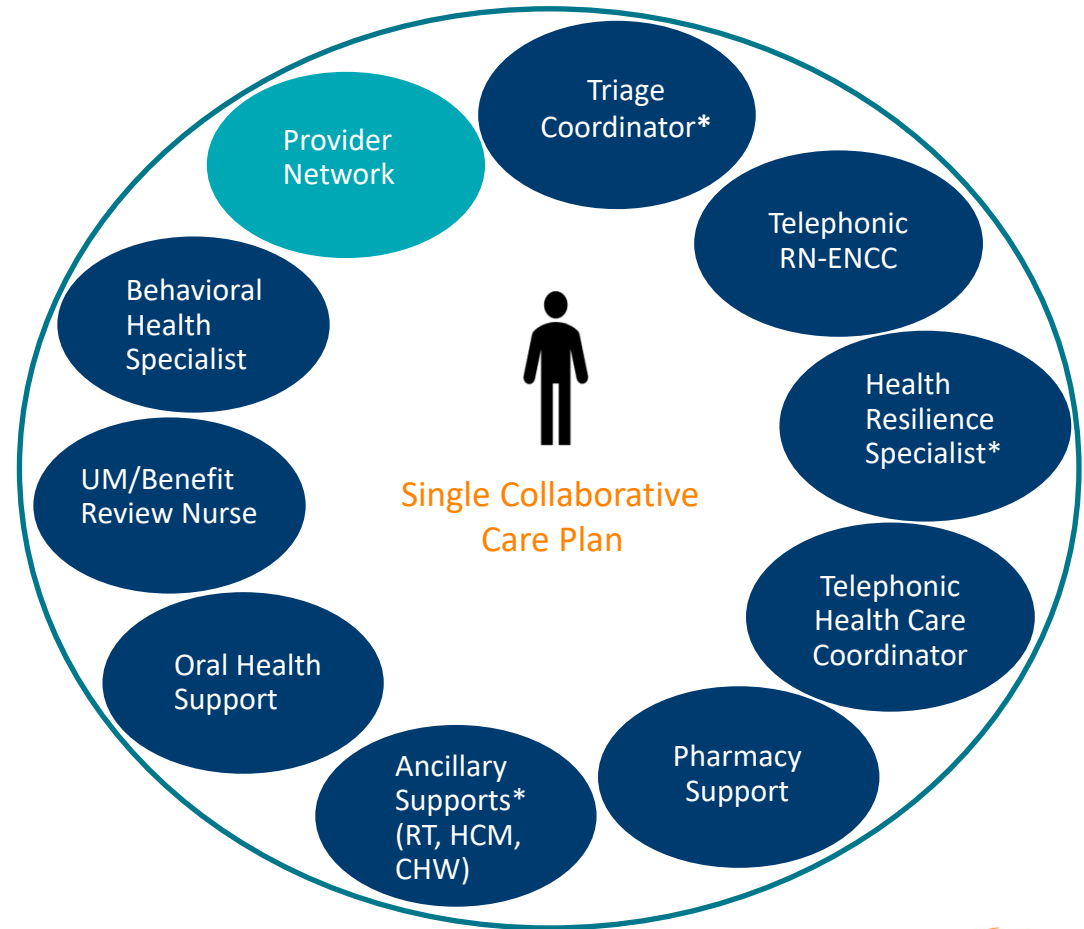 Triage
Coordinator*
Provider
Network
Telephonic
RN-ENCC
Behavioral
Health
Specialist
Health
Resilience
Specialist*
UM/Benefit
Review Nurse
Single Collaborative
Care Plan
Telephonic
Health Care
Coordinator
Oral Health
Support
Pharmacy
Support
Ancillary
Supports*
(RT, HCM,
CHW)